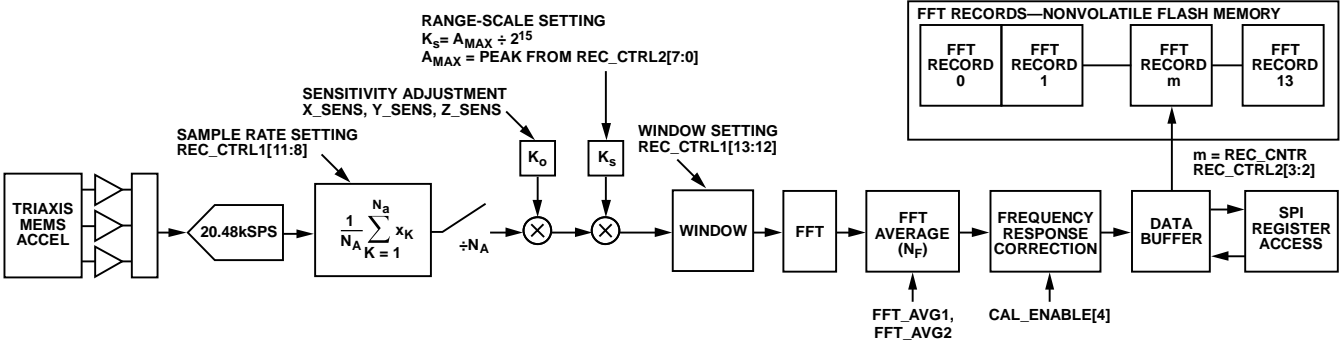 RANGE-SCALE SETTING
Ks= AMAX ÷ 2^15
AMAX = PEAK FROM REC_CTRL2[7:0]
SENSITIVITY ADJUSTMENT
X_SENS, Y_SENS, Z_SENS
SAMPLE RATE SETTING
REC_CTRL1[11:8]
WINDOW SETTING
REC_CTRL1[13:12]
FFT RECORDS—NONVOLATILE FLASH MEMORY
FFT
RECORD
0
FFT
RECORD
1
FFT
RECORD
m
FFT
RECORD
13
m = REC_CNTR
REC_CTRL2[3:2]
Ko
Ks
TRIAXIS
MEMS
ACCEL
20.48kSPS
Na
1
NA
∑ xK
K = 1
÷NA
×
×
WINDOW
FFT
FFT
AVERAGE
(NF)
FREQUENCY
RESPONSE
CORRECTION
DATA
BUFFER
SPI
REGISTER
ACCESS
FFT_AVG1,
FFT_AVG2
CAL_ENABLE[4]